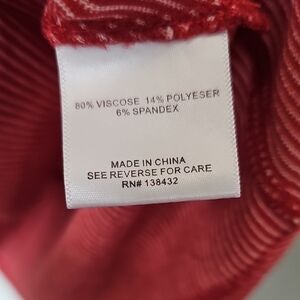 80% VISCOSE 14% POLYESER
6% SPANDEX
MADE IN CHINA
SEE REVERSE FOR CARE
RN# 138432